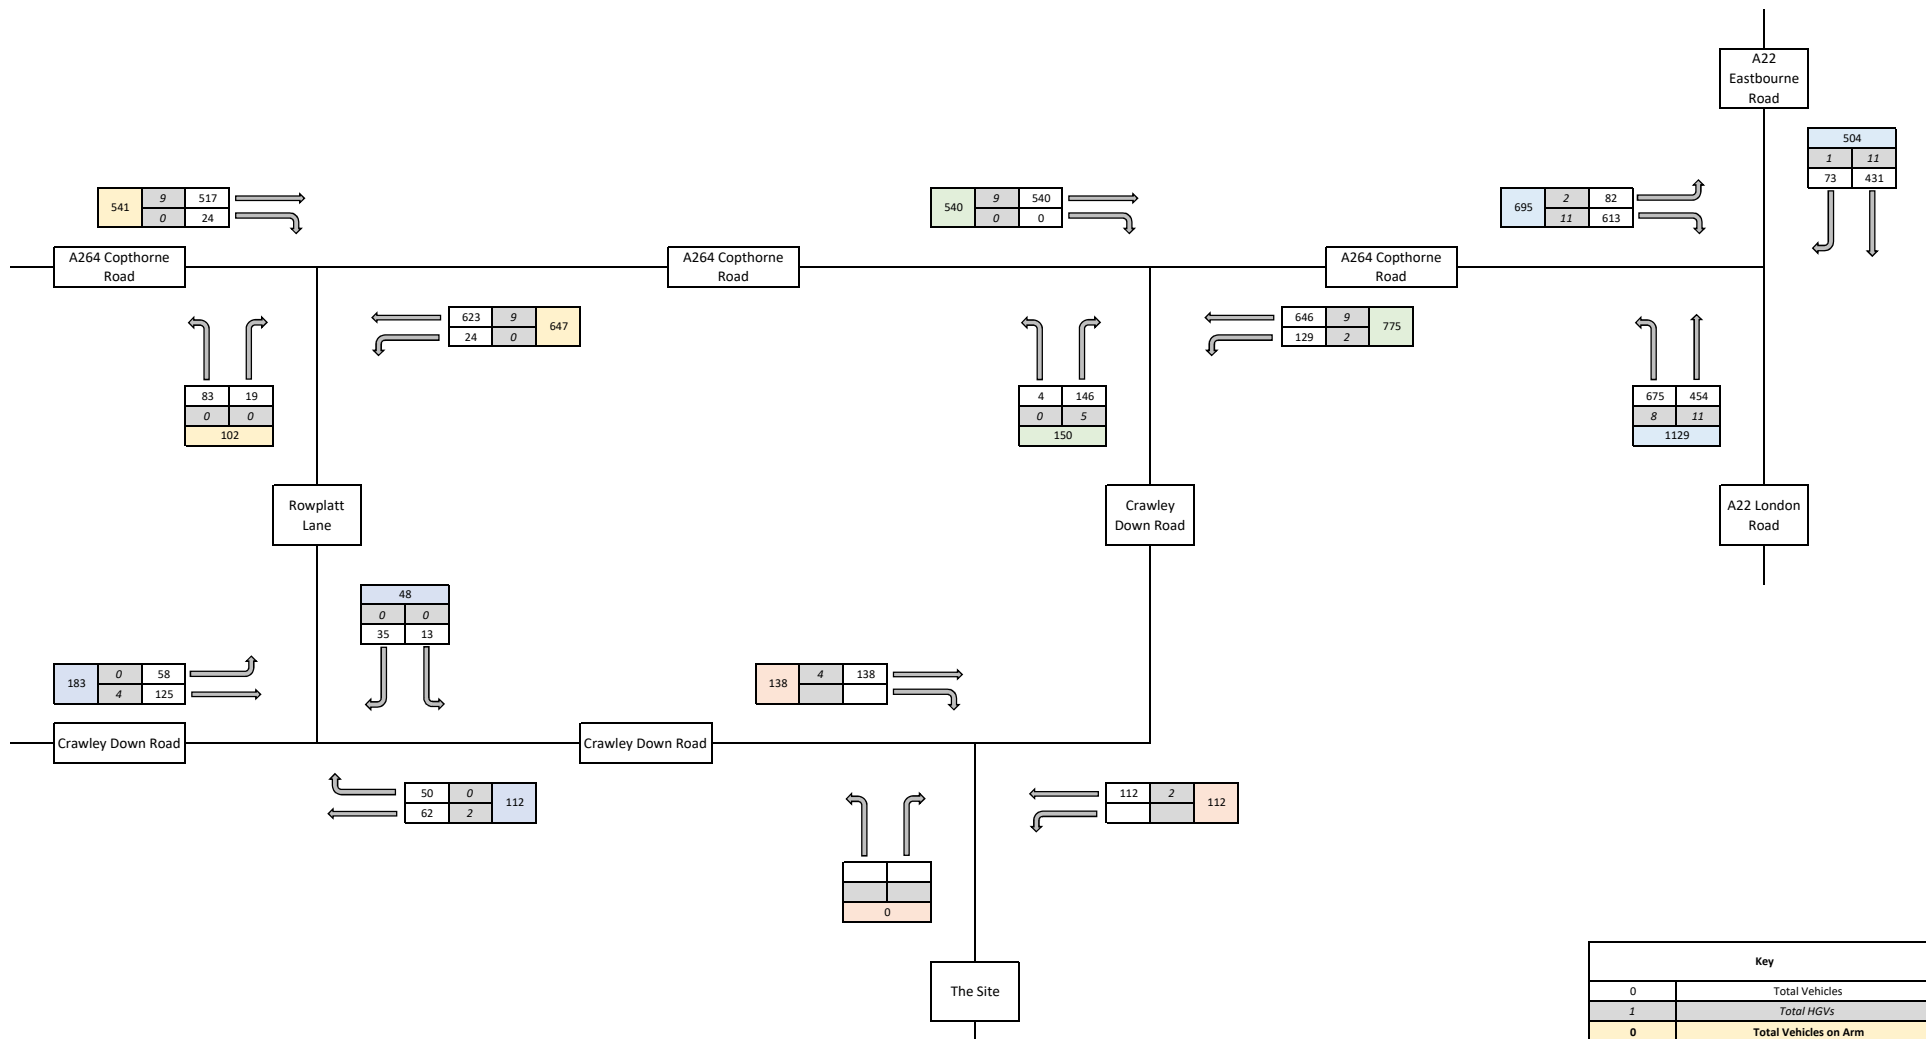 A22
Eastbourne
Road
504
1 11
73 431
541 9 517
0 24
540 9 540
0 0
695 2 82
11 613
A264 Copthorne
Road
A264 Copthorne
Road
A264 Copthorne
Road
623 9 647
24 0
646 9 775
129 2
83 19
0 0
102
4 146
0 5
150
675 454
8 11
1129
Rowplatt
Lane
Crawley
Down Road
A22 London
Road
48
0 0
35 13
183 0 58
4 125
138 4 138
Crawley Down Road
Crawley Down Road
50 0 112
62 2
112 2 112
0
The Site
Key
0 Total Vehicles
1 Total HGVs
0 Total Vehicles on Arm